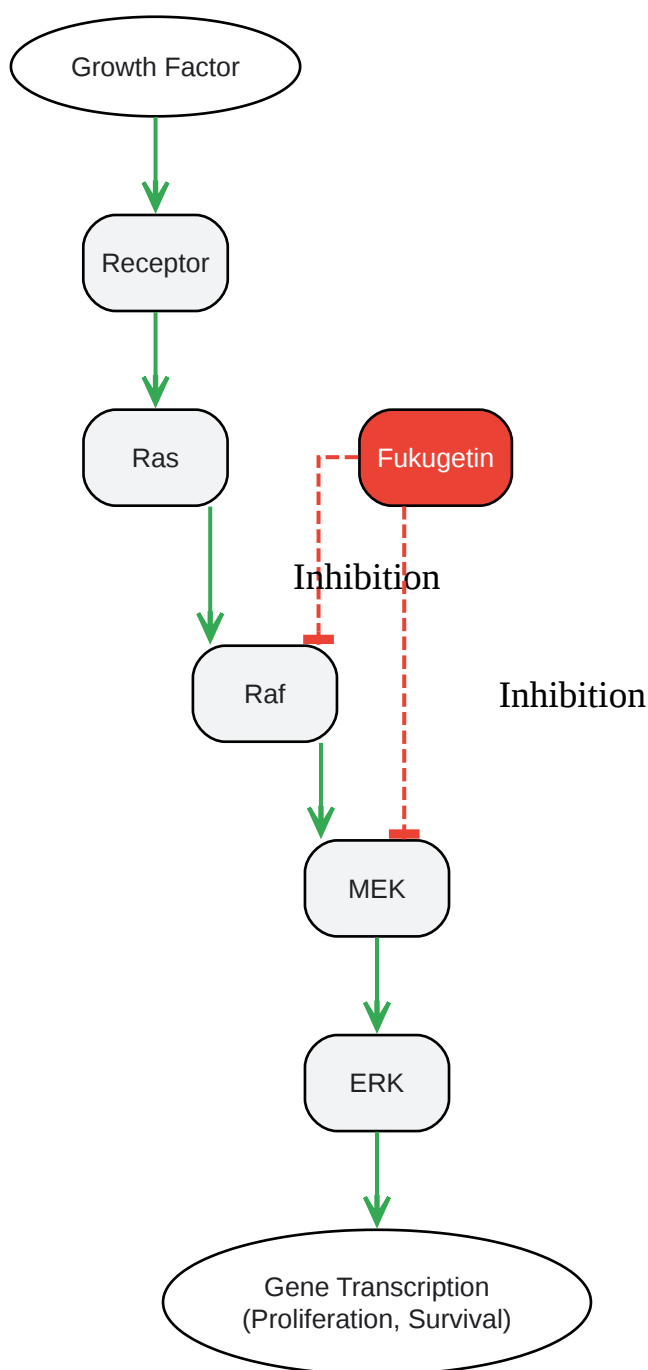 Growth Factor
Receptor
Ras
Fukugetin
Inhibition
Raf
Inhibition
MEK
ERK
Gene Transcription
(Proliferation, Survival)